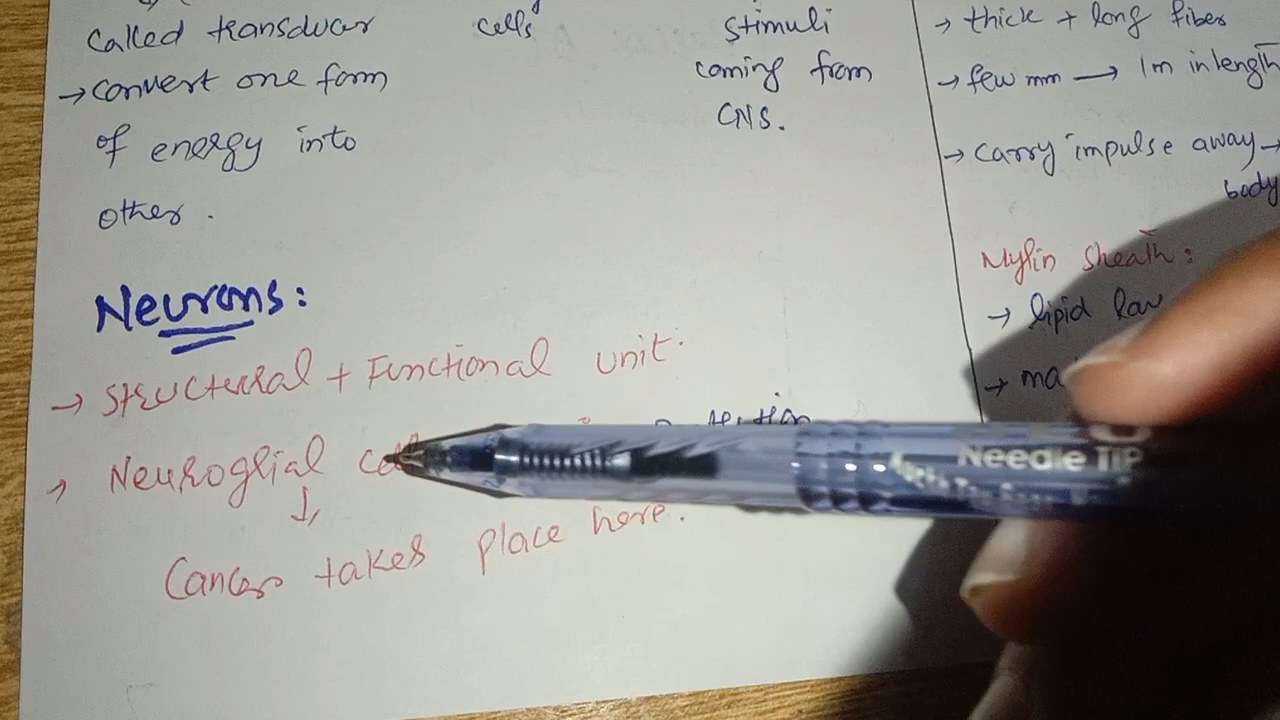 called transducer
→ convert one form
of energy into
other.
cells
stimuli
coming from
CNS.
Neurons:
→ Structural + Functional unit.
→ Neuroglial
↓
Cancer takes place here.
→ thick + long fiber
→ few mm → 1m in length
→ carry impulse away →
body
Mylin sheath:
→ lipid
→
Needle TIP